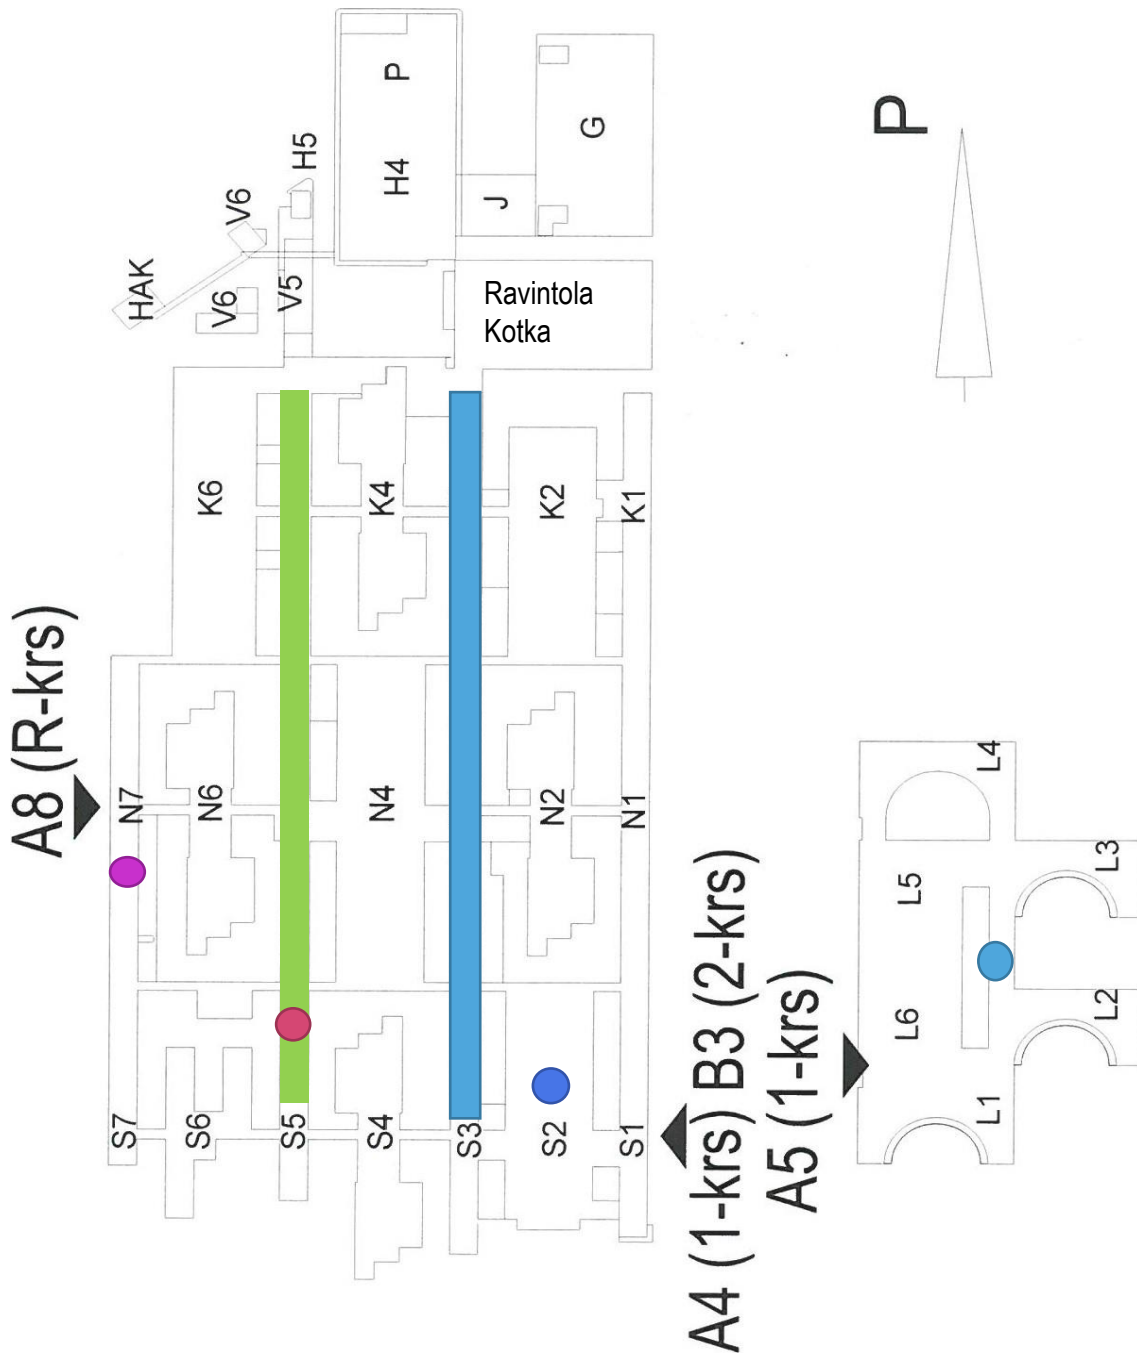 P
H4
G
J
H5
V6
HAK
V6
V5
Ravintola
Kotka
P
K6
K4
K2
K1
A8 (R-krs)
N7
N6
N4
N2
N1
S7
S6
S5
S4
S3
S2
S1
A4 (1-krs) B3 (2-krs)
A5 (1-krs)
L4
L5
L3
L6
L2
L1